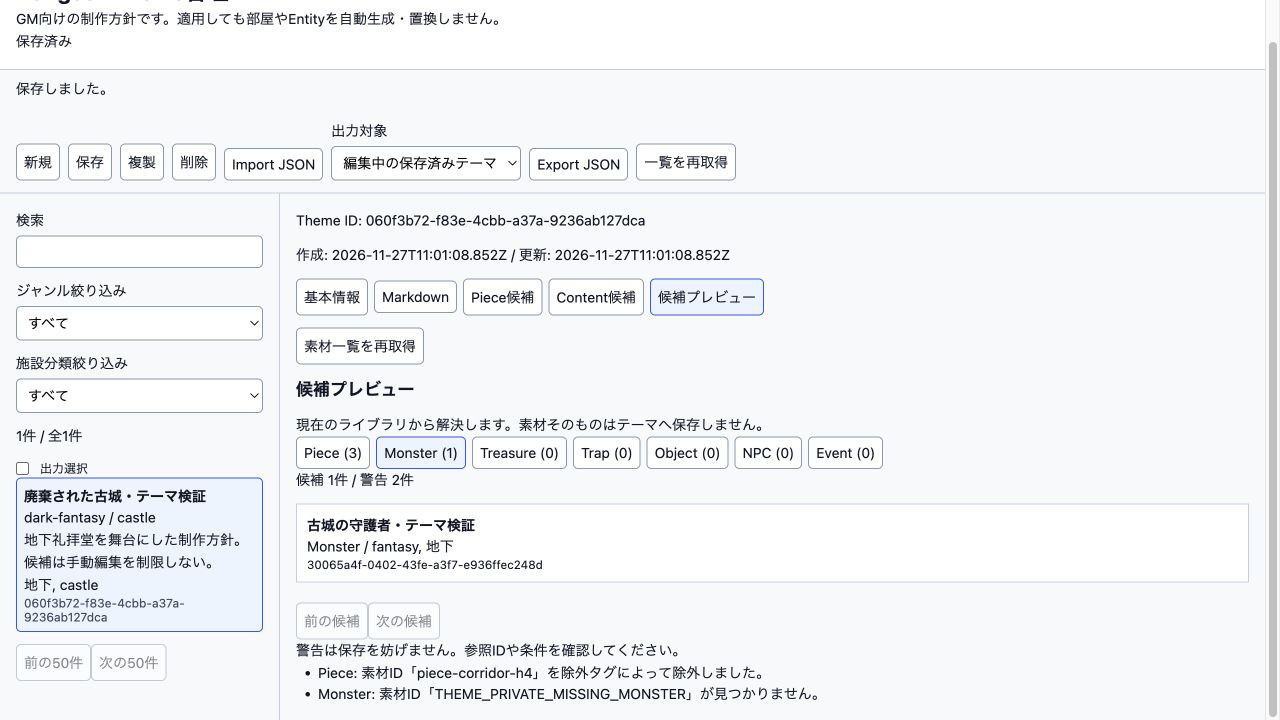 GM向けの制作方針です。適用しても部屋やEntityを自動生成・置換しません。
保存済み
保存しました。
出力対象
新規
保存
複製
削除
Import JSON
編集中の保存済みテーマ
Export JSON
一覧を再取得
検索
ジャンル絞り込み
すべて
施設分類絞り込み
すべて
1件 / 全1件
出力選択
廃棄された古城・テーマ検証
dark-fantasy / castle
地下礼拝堂を舞台にした制作方針。
候補は手動編集を制限しない。
地下, castle
060f3b72-f83e-4cbb-a37a-
9236ab127dca
前の50件
次の50件
Theme ID: 060f3b72-f83e-4cbb-a37a-9236ab127dca
作成: 2026-11-27T11:01:08.852Z / 更新: 2026-11-27T11:01:08.852Z
基本情報
Markdown
Piece候補
Content候補
候補プレビュー
素材一覧を再取得
候補プレビュー
現在のライブラリから解決します。素材そのものはテーマへ保存しません。
Piece (3)
Monster (1)
Treasure (0)
Trap (0)
Object (0)
NPC (0)
Event (0)
候補 1件 / 警告 2件
古城の守護者・テーマ検証
Monster / fantasy, 地下
30065a4f-0402-43fe-a3f7-e936ffec248d
前の候補
次の候補
警告は保存を妨げません。参照IDや条件を確認してください。
• Piece: 素材ID「piece-corridor-h4」を除外タグによって除外しました。
• Monster: 素材ID「THEME_PRIVATE_MISSING_MONSTER」が見つかりません。